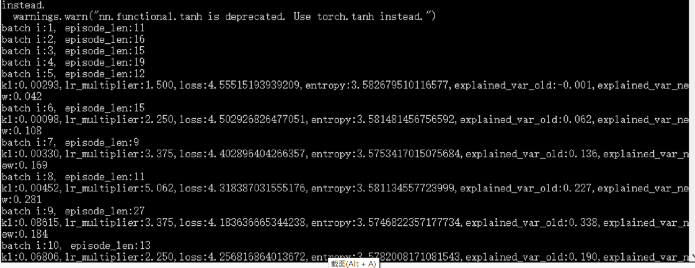 instead.
warnings.warn("nn.functional.tanh is deprecated. Use torch.tanh instead.")
batch i:1, episode_len:11
batch i:2, episode_len:16
batch i:3, episode_len:15
batch i:4, episode_len:19
batch i:5, episode_len:12
kl:0.00293,lr_multiplier:1.500,loss:4.55515193939209,entropy:3.582679510116577,explained_var_old:-0.001,explained_var_ne
w:0.042
batch i:6, episode_len:15
kl:0.00098,lr_multiplier:2.250,loss:4.502926826477051,entropy:3.581481456756592,explained_var_old:0.062,explained_var_ne
w:0.108
batch i:7, episode_len:9
kl:0.00330,lr_multiplier:3.375,loss:4.402896404266357,entropy:3.5753417015075684,explained_var_old:0.136,explained_var_n
ew:0.169
batch i:8, episode_len:11
kl:0.00452,lr_multiplier:5.062,loss:4.318387031555176,entropy:3.581134557723999,explained_var_old:0.227,explained_var_ne
w:0.281
batch i:9, episode_len:27
kl:0.08615,lr_multiplier:3.375,loss:4.183636665344238,entropy:3.5746822357177734,explained_var_old:0.338,explained_var_n
ew:0.184
batch i:10, episode_len:13
kl:0.06806,lr_multiplier:2.250,loss:4.256816864013672,entropy:3.5782008171081543,explained_var_old:0.190,explained_var_n
截图(Alt + A)